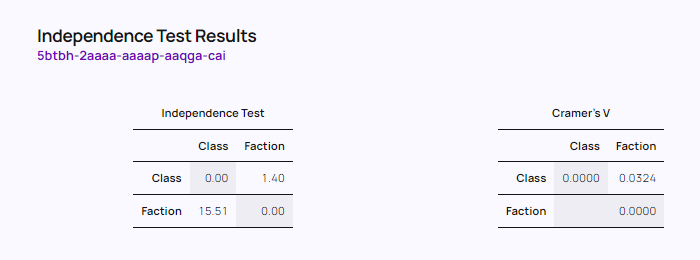 Independence Test Results
5btbh-2aaaa-aaaap-aaqga-cai
Independence Test
Class Faction
Class 0.00 1.40
Faction 15.51 0.00
Cramer's V
Class Faction
Class 0.0000 0.0324
Faction 0.0000